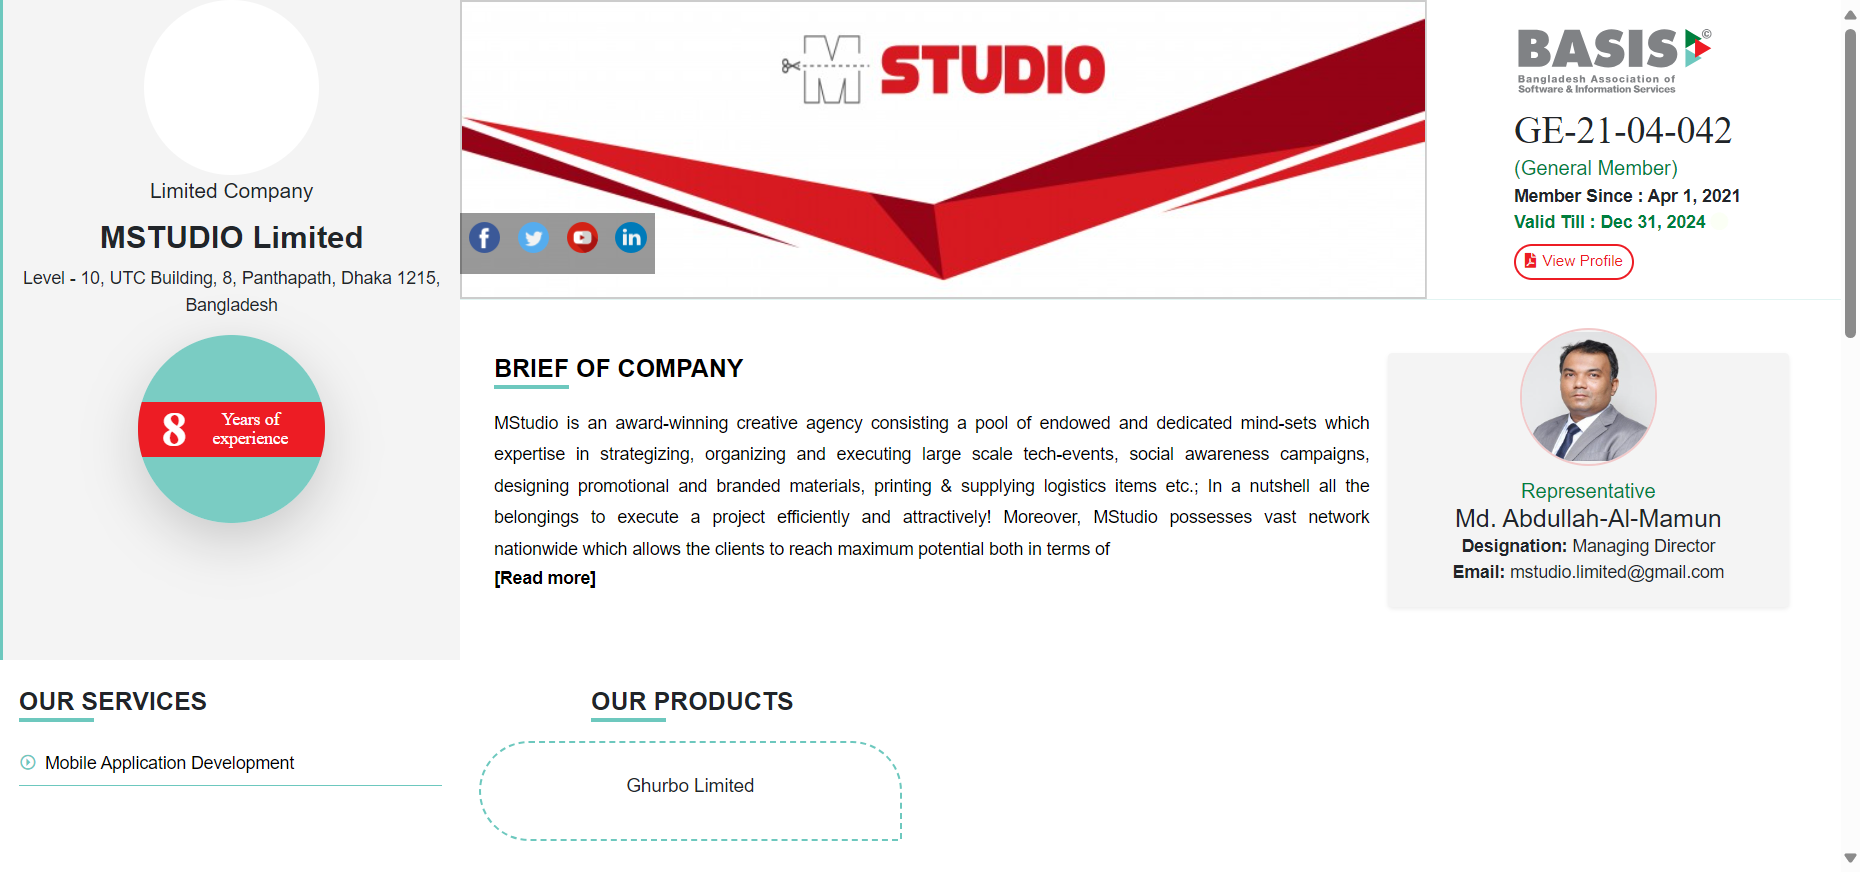 Limited Company
MSTUDIO Limited
Level - 10, UTC Building, 8, Panthapath, Dhaka 1215,
Bangladesh
8
Years of
experience
M STUDIO
BASIS©
Bangladesh Association of
Software & Information Services
GE-21-04-042
(General Member)
Member Since : Apr 1, 2021
Valid Till : Dec 31, 2024
View Profile
BRIEF OF COMPANY
MStudio is an award-winning creative agency consisting a pool of endowed and dedicated mind-sets which
expertise in strategizing, organizing and executing large scale tech-events, social awareness campaigns,
designing promotional and branded materials, printing & supplying logistics items etc.; In a nutshell all the
belongings to execute a project efficiently and attractively! Moreover, MStudio possesses vast network
nationwide which allows the clients to reach maximum potential both in terms of
[Read more]
Representative
Md. Abdullah-Al-Mamun
Designation: Managing Director
Email: mstudio.limited@gmail.com
OUR SERVICES
Mobile Application Development
OUR PRODUCTS
Ghurbo Limited